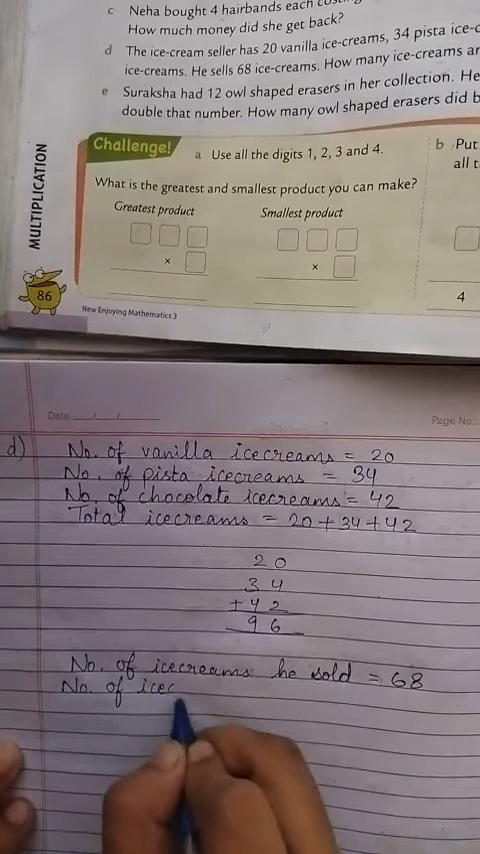 c Neha bought 4 hairbands each
How much money did she get back?
d The ice-cream seller has 20 vanilla ice-creams, 34 pista
ice-creams. He sells 68 ice-creams. How many ice-creams
e Suraksha had 12 owl shaped erasers in her collection. He
double that number. How many owl shaped erasers did
MULTIPLICATION
Challenge!
a Use all the digits 1, 2, 3 and 4.
What is the greatest and smallest product you can make?
Greatest product Smallest product
× ×
b Put
all
4
86
New Enjoying Mathematics 3
Date / /
Page No.:
d) No. of vanilla icecreams = 20
No. of pista icecreams = 34
No. of chocolate icecreams = 42
Total icecreams = 20 + 34 + 42
20
34
+ 42
96
No. of icecreams he sold = 68
No. of icec